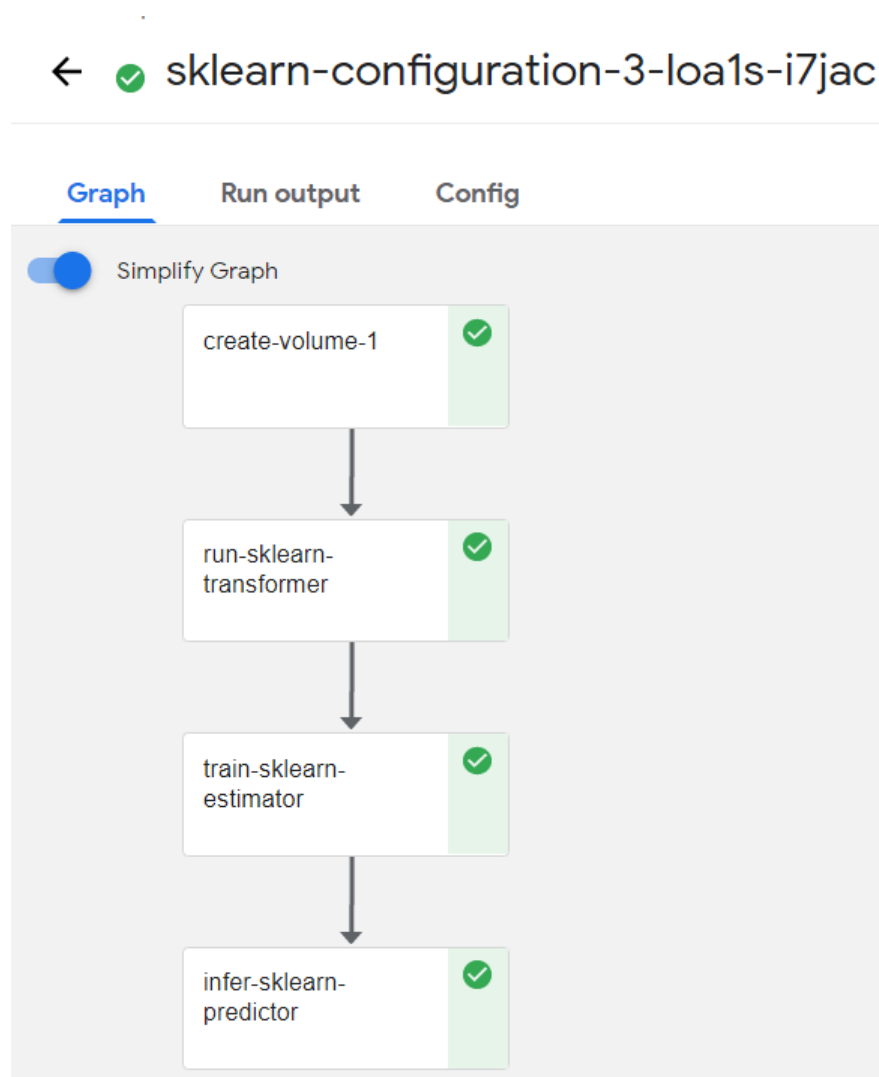 sklearn-configuration-3-loa1s-i7jac
Graph Run output Config
Simplify Graph
create-volume-1
run-sklearn-
transformer
train-sklearn-
estimator
infer-sklearn-
predictor